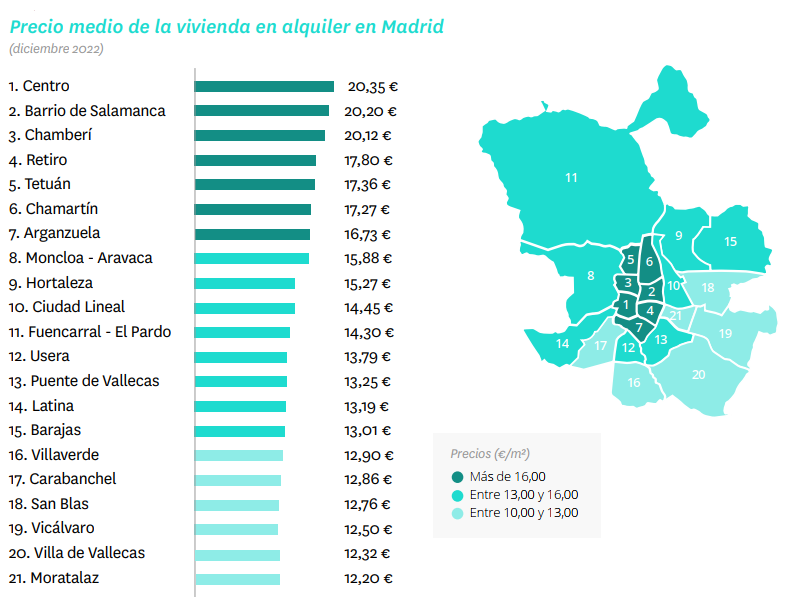 Precio medio de la vivienda en alquiler en Madrid
(diciembre 2022)
1. Centro 20,35 €
2. Barrio de Salamanca 20,20 €
3. Chamberí 20,12 €
4. Retiro 17,80 €
5. Tetuán 17,36 €
6. Chamartín 17,27 €
7. Arganzuela 16,73 €
8. Moncloa - Aravaca 15,88 €
9. Hortaleza 15,27 €
10. Ciudad Lineal 14,45 €
11. Fuencarral - El Pardo 14,30 €
12. Usera 13,79 €
13. Puente de Vallecas 13,25 €
14. Latina 13,19 €
15. Barajas 13,01 €
16. Villaverde 12,90 €
17. Carabanchel 12,86 €
18. San Blas 12,76 €
19. Vicálvaro 12,50 €
20. Villa de Vallecas 12,32 €
21. Moratalaz 12,20 €
11
9
15
5
6
8
3
10
18
2
1
4
21
7
19
14
17
12
13
16
20
Precios (€/m²)
Más de 16,00
Entre 13,00 y 16,00
Entre 10,00 y 13,00